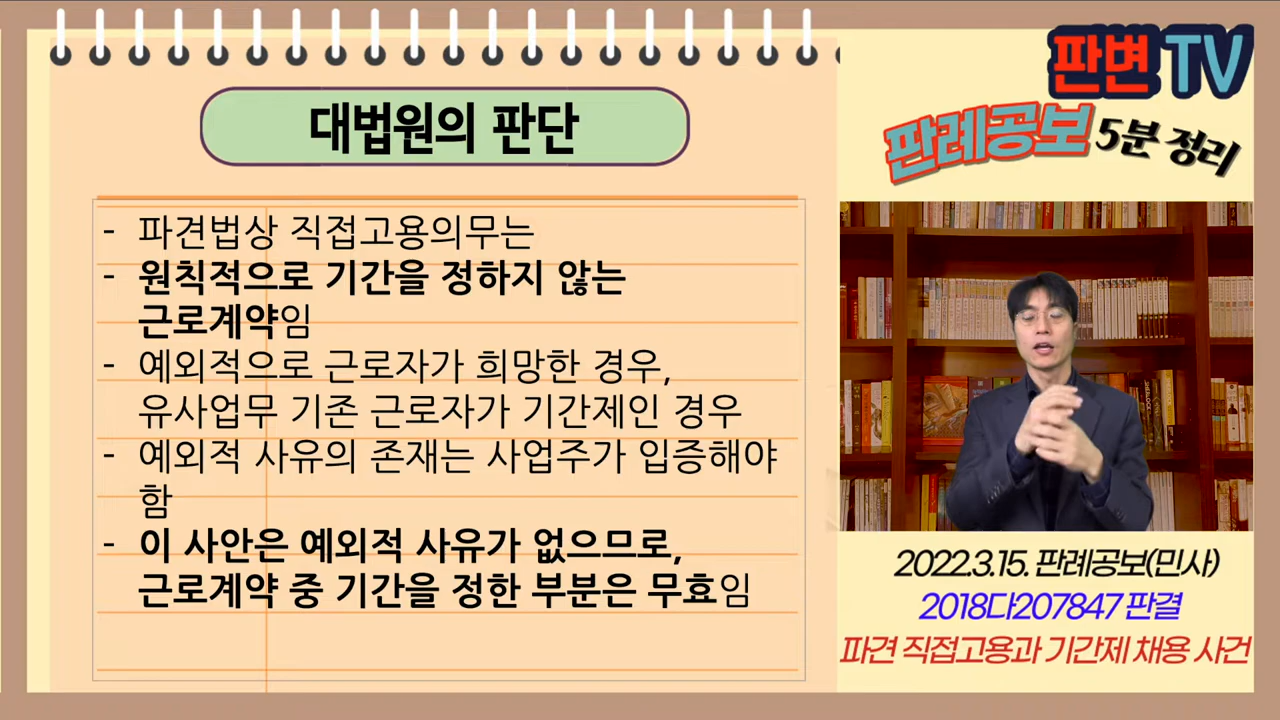 대법원의 판단
- 파견법상 직접고용의무는
- 원칙적으로 기간을 정하지 않는
근로계약임
- 예외적으로 근로자가 희망한 경우,
유사업무 기존 근로자가 기간제인 경우
- 예외적 사유의 존재는 사업주가 입증해야
함
- 이 사안은 예외적 사유가 없으므로,
근로계약 중 기간을 정한 부분은 무효임
판변 TV
판례공보 5분 정리
2022.3.15. 판례공보(민사)
2018다207847 판결
파견 직접고용과 기간제 채용 사건